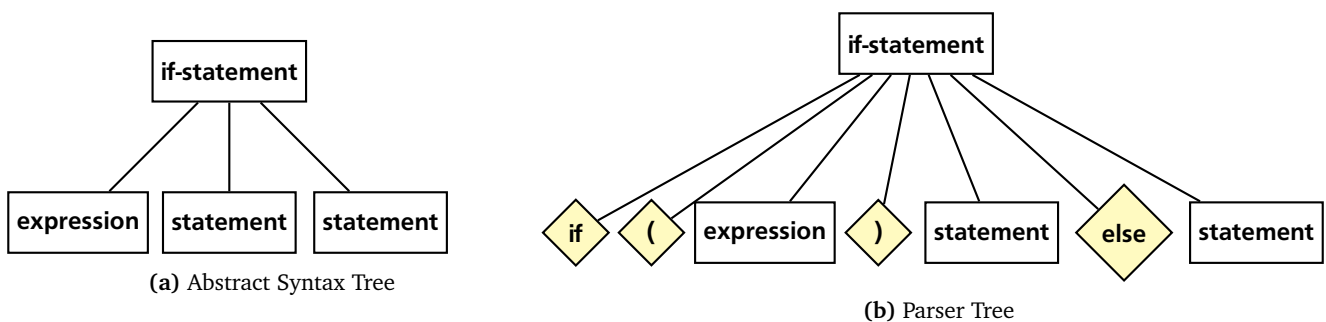 if-statement
expression statement statement
(a) Abstract Syntax Tree
if-statement
if ( expression ) statement else statement
(b) Parser Tree